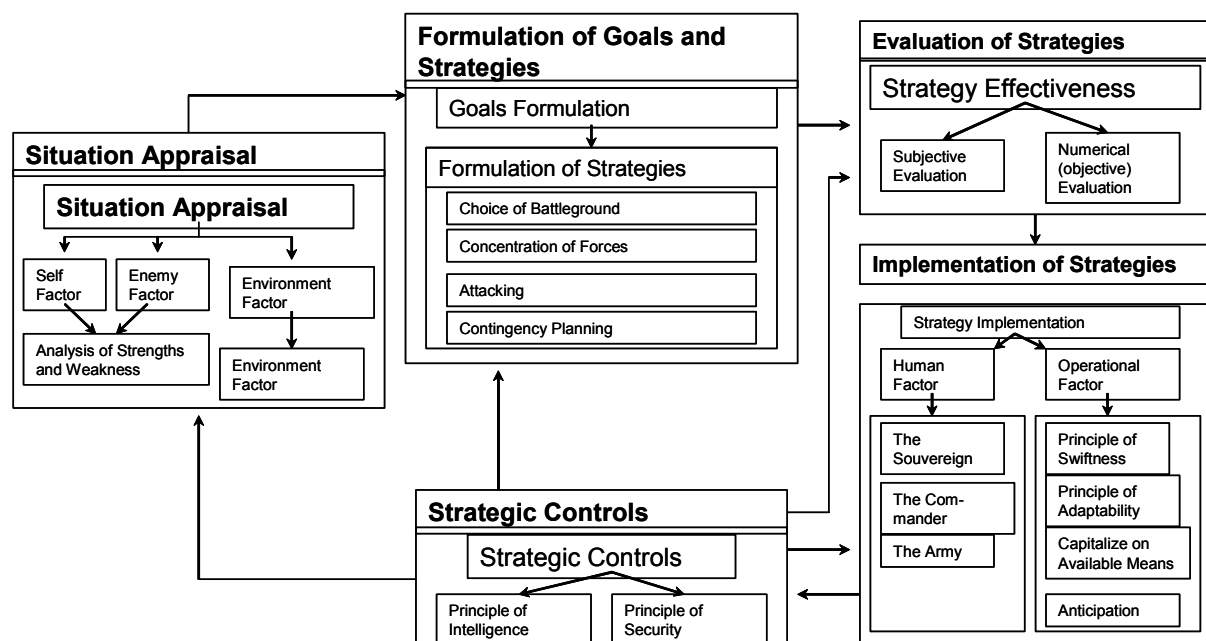 Situation Appraisal
Situation Appraisal
Self
Factor
Enemy
Factor
Environment
Factor
Analysis of Strengths
and Weakness
Environment
Factor
Formulation of Goals and
Strategies
Goals Formulation
Formulation of Strategies
Choice of Battleground
Concentration of Forces
Attacking
Contingency Planning
Evaluation of Strategies
Strategy Effectiveness
Subjective
Evaluation
Numerical
(objective)
Evaluation
Implementation of Strategies
Strategy Implementation
Human
Factor
Operational
Factor
The
Souvereign
The Com-
mander
The Army
Principle of
Swiftness
Principle of
Adaptability
Capitalize on
Available Means
Anticipation
Strategic Controls
Strategic Controls
Principle of
Intelligence
Principle of
Security